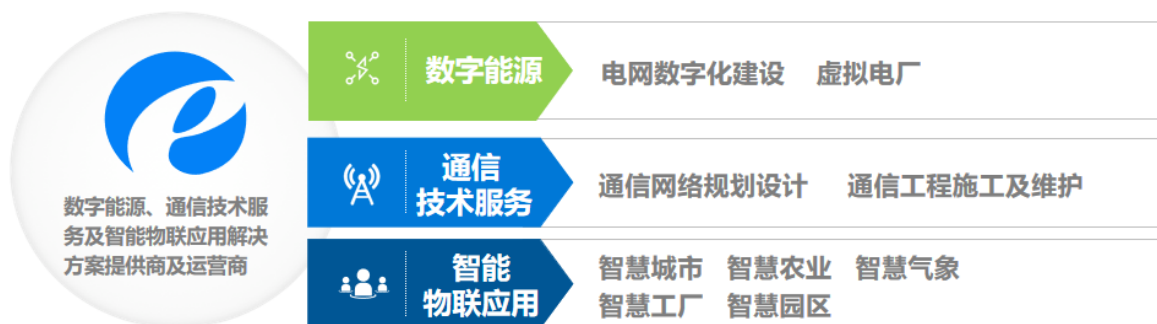 数字能源、通信技术服
务及智能物联应用解决
方案提供商及运营商
数字能源
电网数字化建设 虚拟电厂
通信
技术服务
通信网络规划设计 通信工程施工及维护
智能
物联应用
智慧城市 智慧农业 智慧气象
智慧工厂 智慧园区